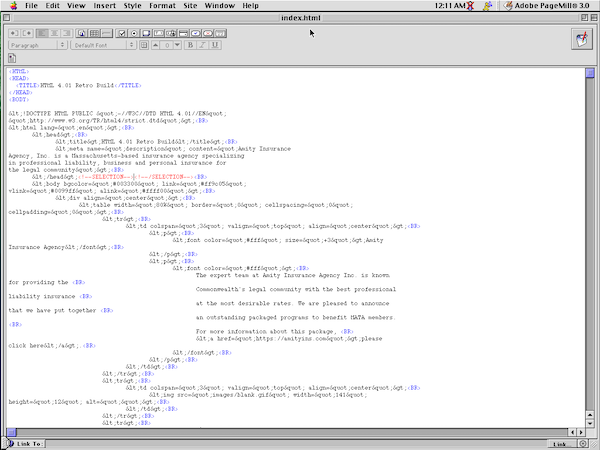 File Edit View Insert Style Format Search Site Window Help 12:11 AM Adobe PageMill® 3.0
index.html
Paragraph Default Font 0 B I U
<HTML>
<HEAD>
<TITLE>HTML 4.01 Retro Build</TITLE>
</HEAD>
<BODY>
&lt;!DOCTYPE HTML PUBLIC &quot;-//W3C//DTD HTML 4.01//EN&quot;
&quot;http://www.w3.org/TR/html4/strict.dtd&quot;&gt;<BR>
&lt;html lang=&quot;en&quot;&gt;<BR>
&lt;head&gt;<BR>
&lt;title&gt;HTML 4.01 Retro Build&lt;/title&gt;<BR>
&lt;meta name=&quot;description&quot; content=&quot;Amity Insurance
Agency, Inc. is a Massachusetts-based insurance agency specializing
in professional liability, business and personal insurance for
the legal community&quot;&gt;<BR>
&lt;/head&gt;<!--SELECTION--><!--/SELECTION--><BR>
&lt;body bgcolor=&quot;#003300&quot; link=&quot;#ff9c05&quot;
vlink=&quot;#0099ff&quot; alink=&quot;#ffff00&quot;&gt;<BR>
&lt;div align=&quot;center&quot;&gt;<BR>
&lt;table width=&quot;80%&quot; border=&quot;0&quot; cellspacing=&quot;0&quot;
cellpadding=&quot;0&quot;&gt;<BR>
&lt;tr&gt;<BR>
&lt;td colspan=&quot;3&quot; valign=&quot;top&quot; align=&quot;center&quot;&gt;<BR>
&lt;p&gt;<BR>
&lt;font color=&quot;#fff&quot; size=&quot;+3&quot;&gt;Amity
Insurance Agency&lt;/font&gt;<BR>
&lt;/p&gt;<BR>
&lt;p&gt;<BR>
&lt;font color=&quot;#fff&quot;&gt;<BR>
The expert team at Amity Insurance Agency Inc. is known
for providing the <BR>
Commonwealth's legal community with the best professional
liability insurance <BR>
at the most desirable rates. We are pleased to announce
that we have put together <BR>
an outstanding packaged programs to benefit MATA members.
<BR>
For more information about this package, <BR>
&lt;a href=&quot;https://amityins.com&quot;&gt;please
click here&lt;/a&gt;.<BR>
&lt;/font&gt;<BR>
&lt;/p&gt;<BR>
&lt;/td&gt;<BR>
&lt;/tr&gt;<BR>
&lt;tr&gt;<BR>
&lt;td colspan=&quot;3&quot; valign=&quot;top&quot; align=&quot;center&quot;&gt;<BR>
&lt;img src=&quot;images/blank.gif&quot; width=&quot;141&quot;
height=&quot;12&quot; alt=&quot;&quot;&gt;<BR>
&lt;/td&gt;<BR>
&lt;/tr&gt;<BR>
&lt;tr&gt;<BR>
Link To: Link...